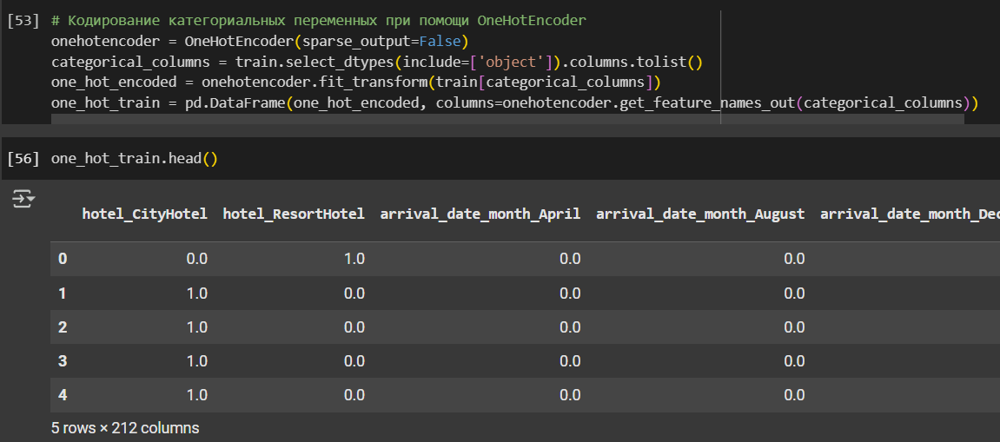 [53] # Кодирование категориальных переменных при помощи OneHotEncoder
onehotencoder = OneHotEncoder(sparse_output=False)
categorical_columns = train.select_dtypes(include=['object']).columns.tolist()
one_hot_encoded = onehotencoder.fit_transform(train[categorical_columns])
one_hot_train = pd.DataFrame(one_hot_encoded, columns=onehotencoder.get_feature_names_out(categorical_columns))
[56] one_hot_train.head()
hotel_CityHotel hotel_ResortHotel arrival_date_month_April arrival_date_month_August arrival_date_month_Dec
0 0.0 1.0 0.0 0.0
1 1.0 0.0 0.0 0.0
2 1.0 0.0 0.0 0.0
3 1.0 0.0 0.0 0.0
4 1.0 0.0 0.0 0.0
5 rows × 212 columns